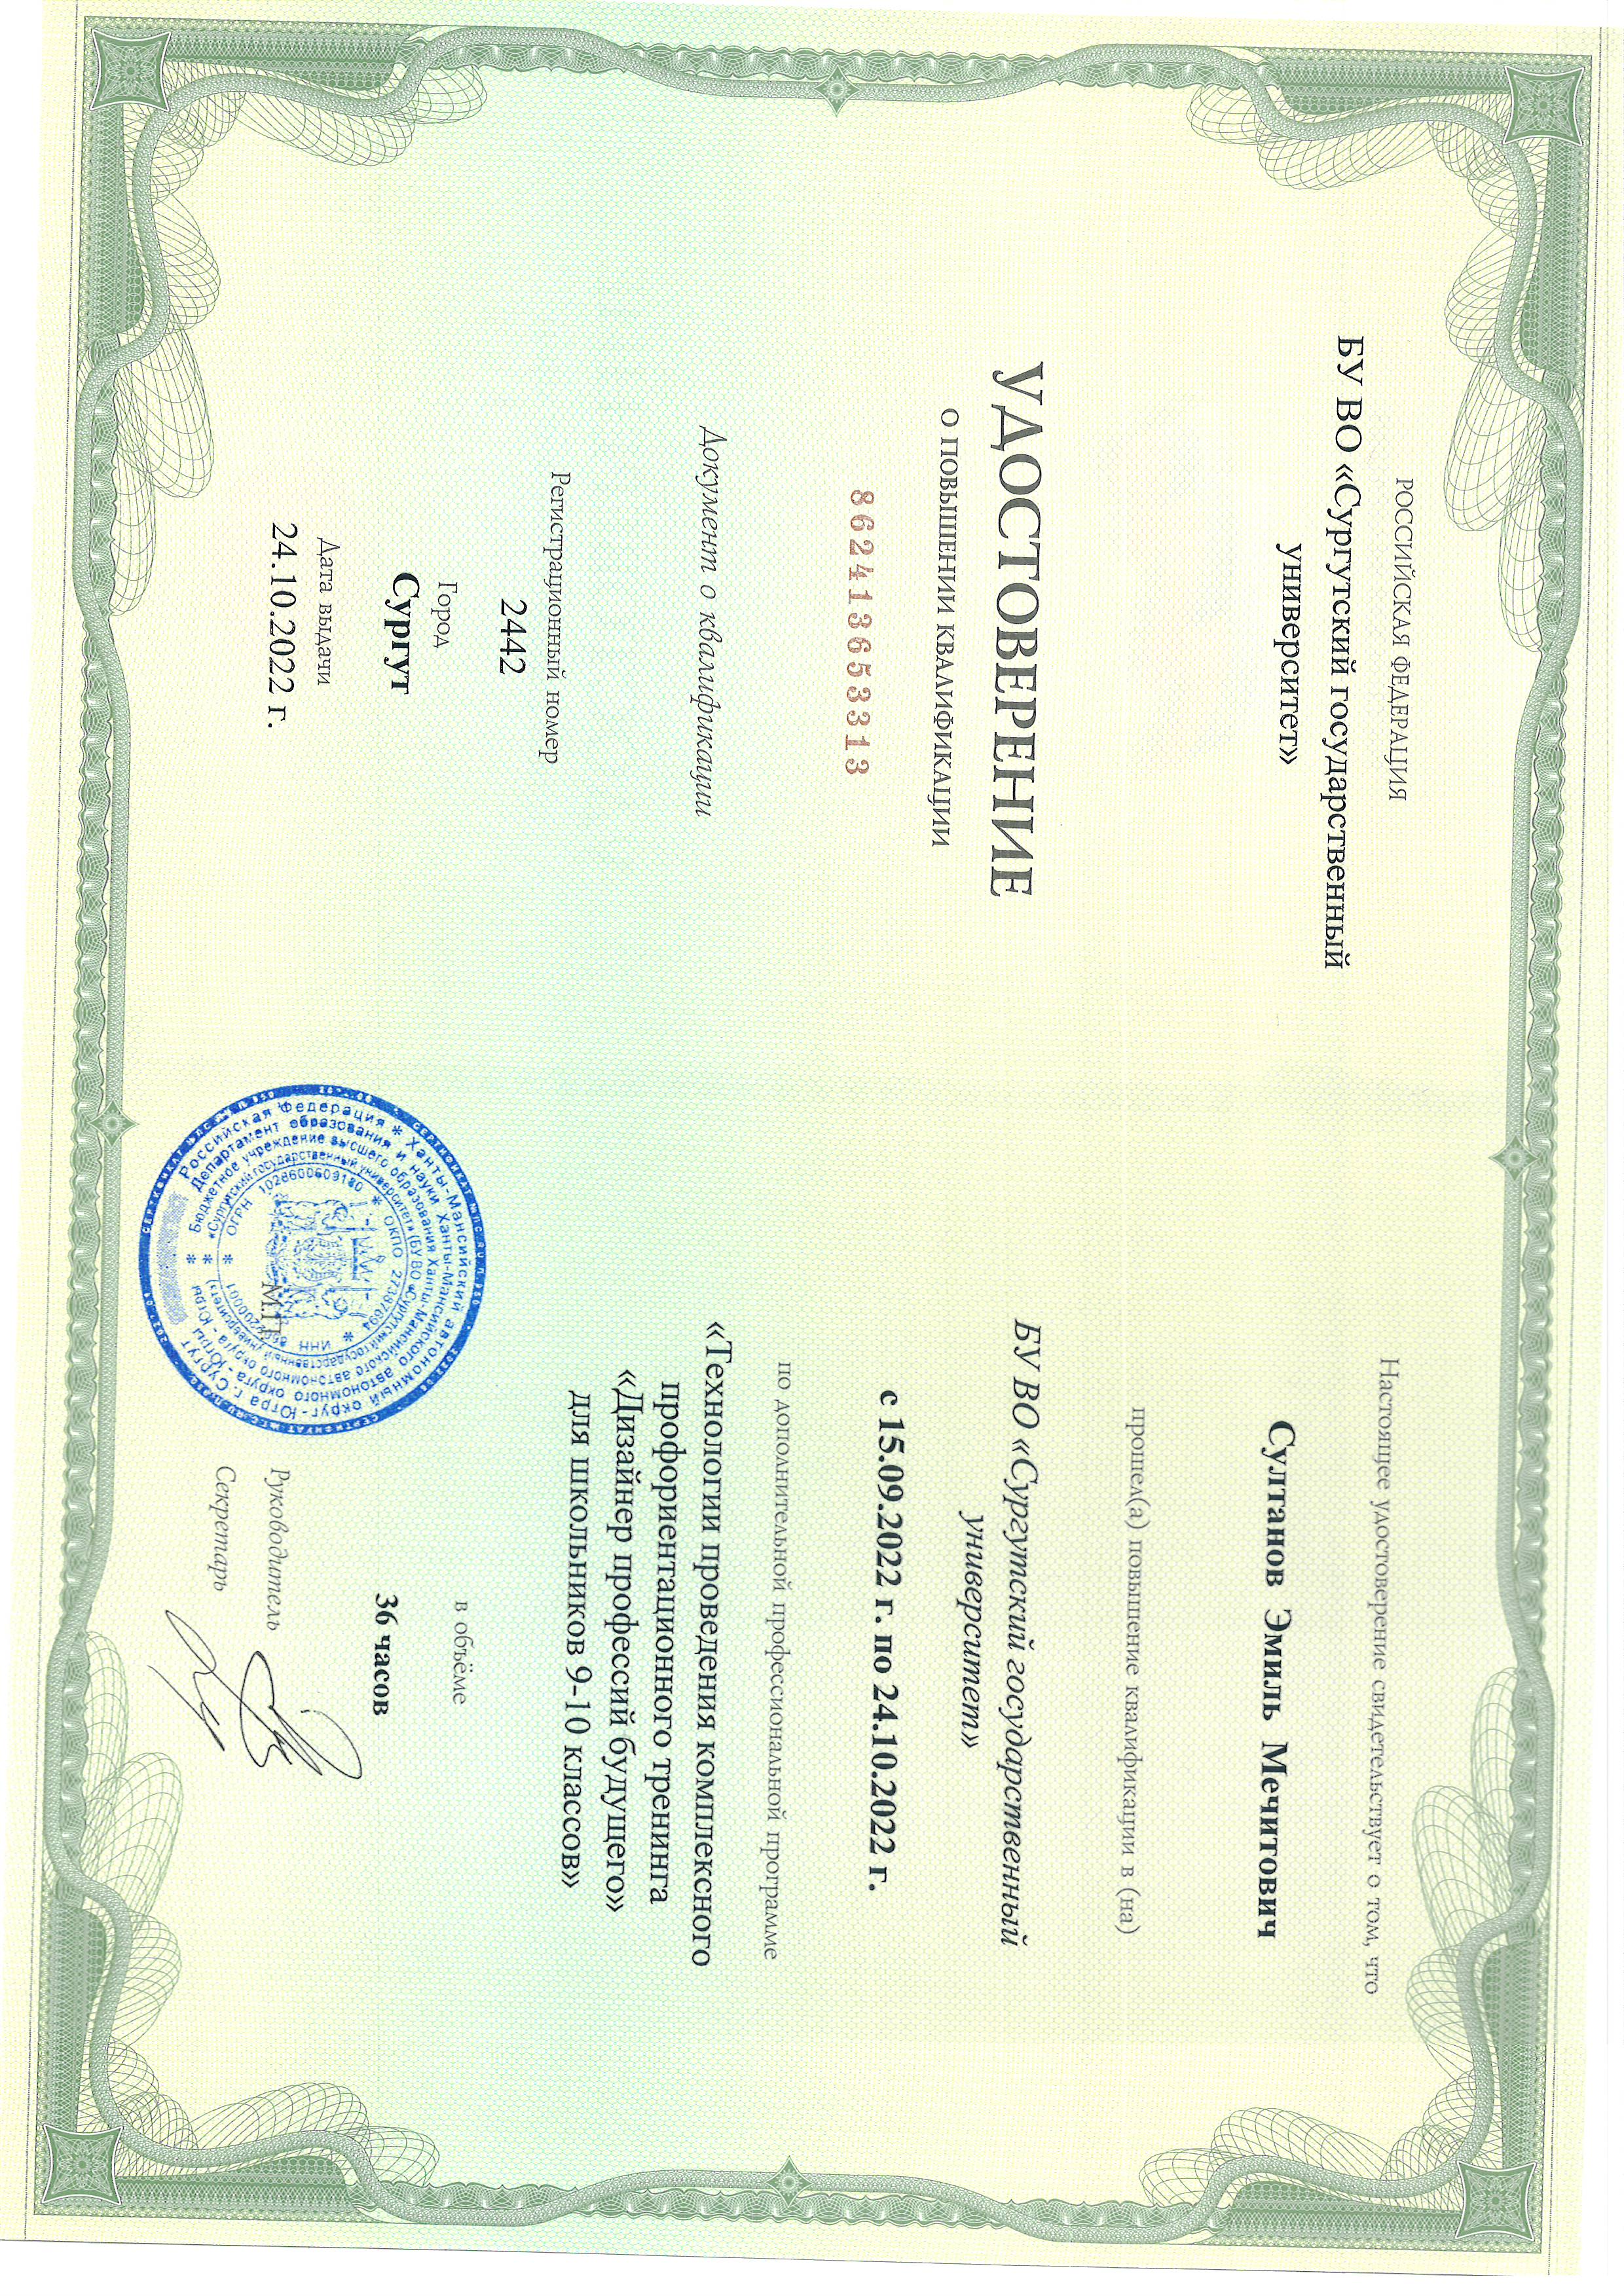 РОССИЙСКАЯ ФЕДЕРАЦИЯ
БУ ВО «Сургутский государственный
университет»
УДОСТОВЕРЕНИЕ
О ПОВЫШЕНИИ КВАЛИФИКАЦИИ
862413653313
Документ о квалификации
Регистрационный номер
2442
Город
Сургут
Дата выдачи
24.10.2022 г.
Настоящее удостоверение свидетельствует о том, что
Султанов Эмиль Мечитович
прошел(а) повышение квалификации в (на)
БУ ВО «Сургутский государственный
университет»
с 15.09.2022 г. по 24.10.2022 г.
по дополнительной профессиональной программе
«Технологии проведения комплексного
профориентационного тренинга
«Дизайнер профессий будущего»
для школьников 9-10 классов»
в объёме
36 часов
Руководитель
Секретарь
М.П.
Российская Федерация * Ханты-Мансийский автономный округ - Югра г. Сургут
Департамент образования и науки Ханты-Мансийского автономного округа - Югры
Бюджетное учреждение высшего образования Ханты-Мансийского автономного округа - Югры
«Сургутский государственный университет» (БУ ВО «Сургутский государственный университет»)
ОГРН 1028600609180 * ОКПО 27387694 * ИНН